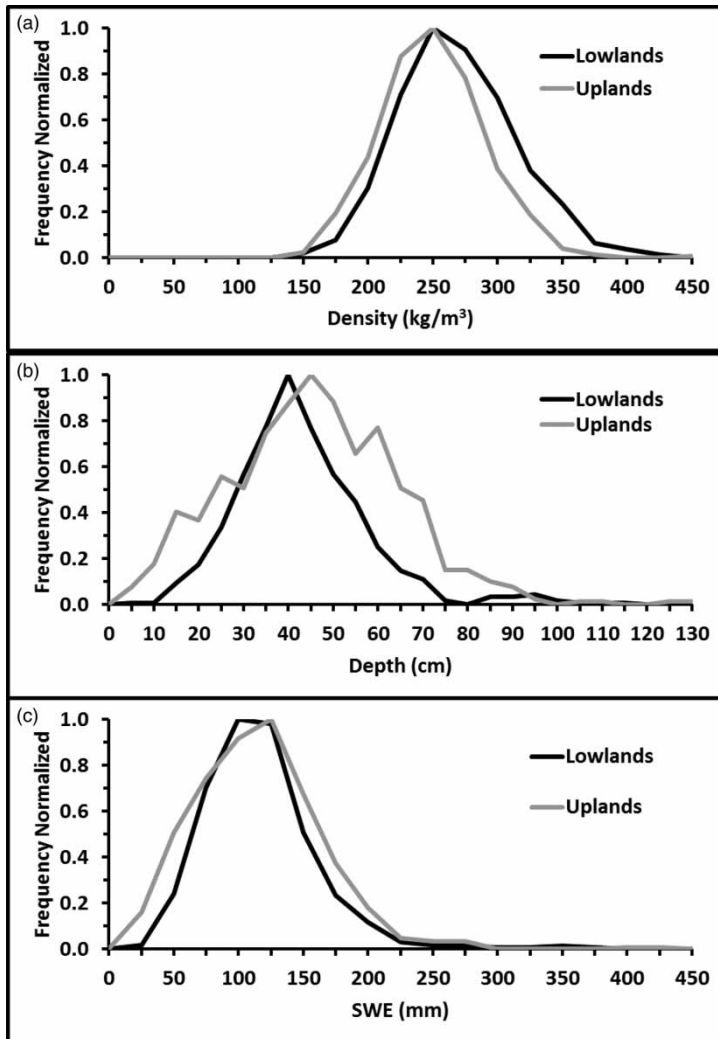 (a)
1.0
0.8
0.6
0.4
0.2
0.0
Frequency Normalized
Lowlands
Uplands
0 50 100 150 200 250 300 350 400 450
Density (kg/m³)
(b)
1.0
0.8
0.6
0.4
0.2
0.0
Frequency Normalized
Lowlands
Uplands
0 10 20 30 40 50 60 70 80 90 100 110 120 130
Depth (cm)
(c)
1.0
0.8
0.6
0.4
0.2
0.0
Frequency Normalized
Lowlands
Uplands
0 50 100 150 200 250 300 350 400 450
SWE (mm)